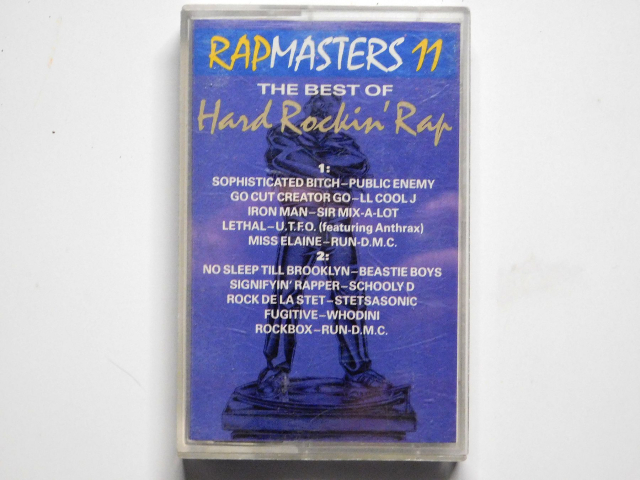 RAPMASTERS 11
THE BEST OF
Hard Rockin' Rap
1:
SOPHISTICATED BITCH–PUBLIC ENEMY
GO CUT CREATOR GO–LL COOL J
IRON MAN–SIR MIX-A-LOT
LETHAL–U.T.F.O. (featuring Anthrax)
MISS ELAINE–RUN-D.M.C.
2:
NO SLEEP TILL BROOKLYN–BEASTIE BOYS
SIGNIFYIN' RAPPER–SCHOOLY D
ROCK DE LA STET–STETSASONIC
FUGITIVE–WHODINI
ROCKBOX–RUN-D.M.C.